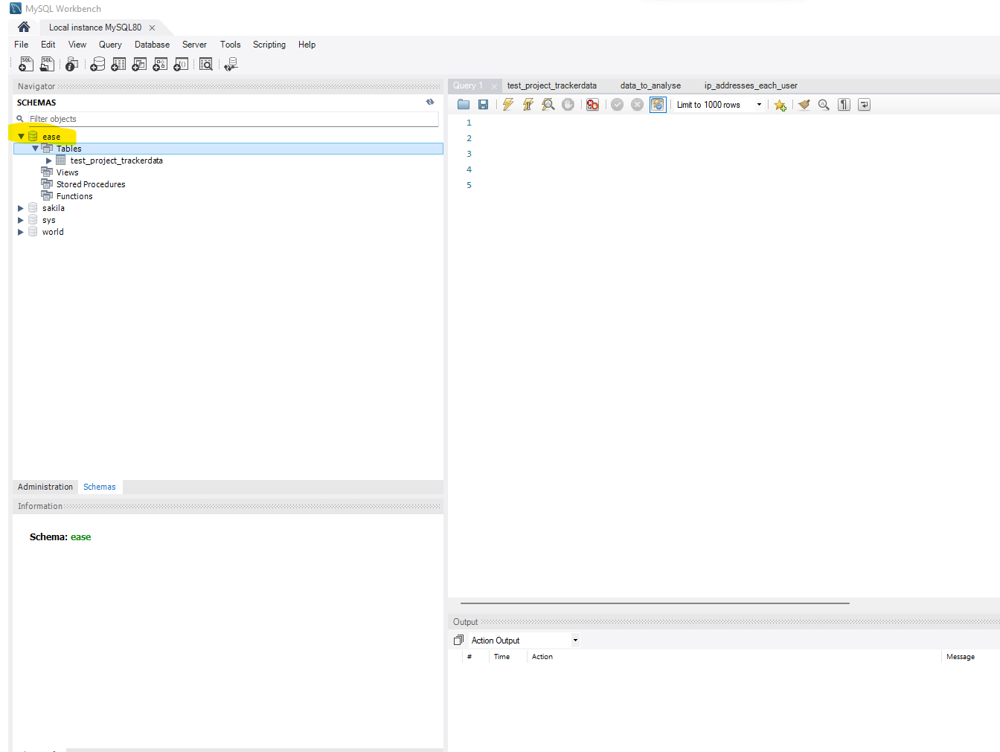 MySQL Workbench
Local instance MySQL80
File Edit View Query Database Server Tools Scripting Help
Navigator
SCHEMAS
Filter objects
ease
Tables
test_project_trackerdata
Views
Stored Procedures
Functions
sakila
sys
world
Administration Schemas
Information
Schema: ease
Query 1 test_project_trackerdata data_to_analyse ip_addresses_each_user
Limit to 1000 rows
1
2
3
4
5
Output
Action Output
# Time Action Message